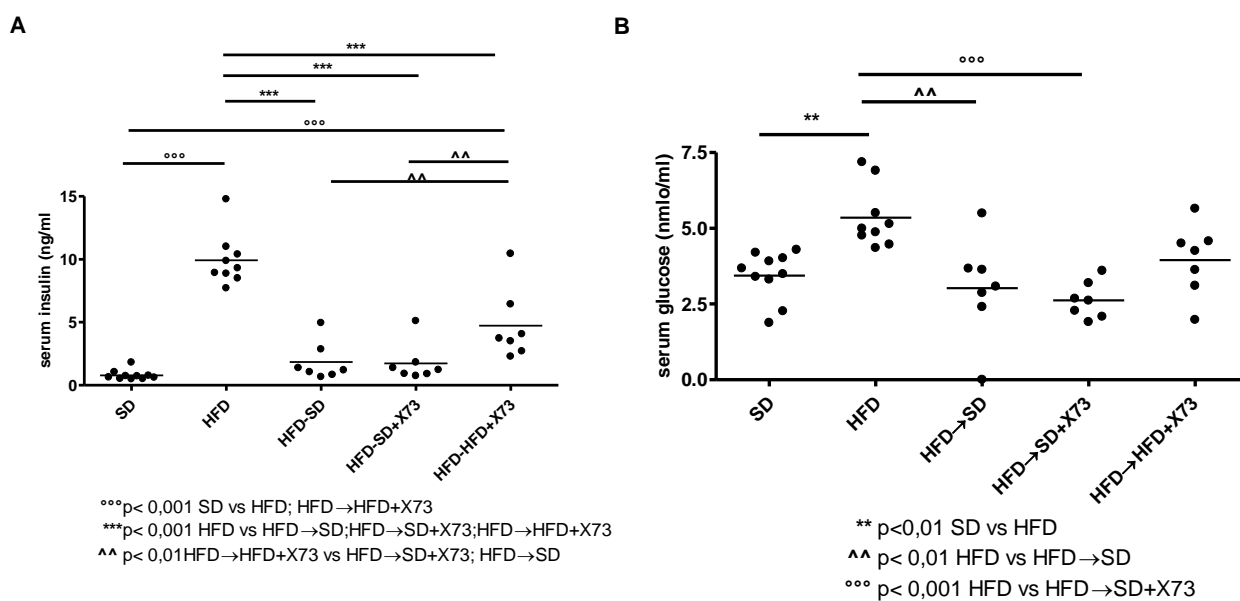 A
***
***
***
°°°
°°°
^^
^^
serum insulin (ng/ml)
15
10
5
0
SD
HFD
HFD-SD
HFD-SD+X73
HFD-HFD+X73
°°°p< 0,001 SD vs HFD; HFD→HFD+X73
***p< 0,001 HFD vs HFD→SD;HFD→SD+X73;HFD→HFD+X73
^^ p< 0,01HFD→HFD+X73 vs HFD→SD+X73; HFD→SD
B
°°°
^^
**
serum glucose (nmlo/ml)
7.5
5.0
2.5
0.0
SD
HFD
HFD→SD
HFD→SD+X73
HFD→HFD+X73
** p<0,01 SD vs HFD
^^ p< 0,01 HFD vs HFD→SD
°°° p< 0,001 HFD vs HFD→SD+X73